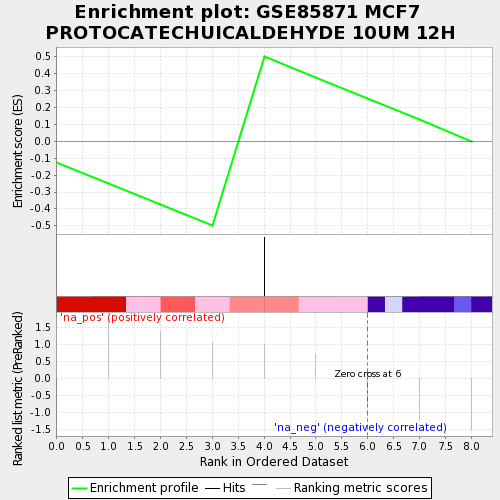 Enrichment plot: GSE85871 MCF7
PROTOCATECHUICALDEHYDE 10UM 12H
Enrichment score (ES)
0.5
0.4
0.3
0.2
0.1
0.0
-0.1
-0.2
-0.3
-0.4
-0.5
Ranked list metric (PreRanked)
1.5
1.0
0.5
0.0
-0.5
-1.0
-1.5
'na_pos' (positively correlated)
Zero cross at 6
'na_neg' (negatively correlated)
0.0 0.5 1.0 1.5 2.0 2.5 3.0 3.5 4.0 4.5 5.0 5.5 6.0 6.5 7.0 7.5 8.0
Rank in Ordered Dataset
Enrichment profile Hits Ranking metric scores